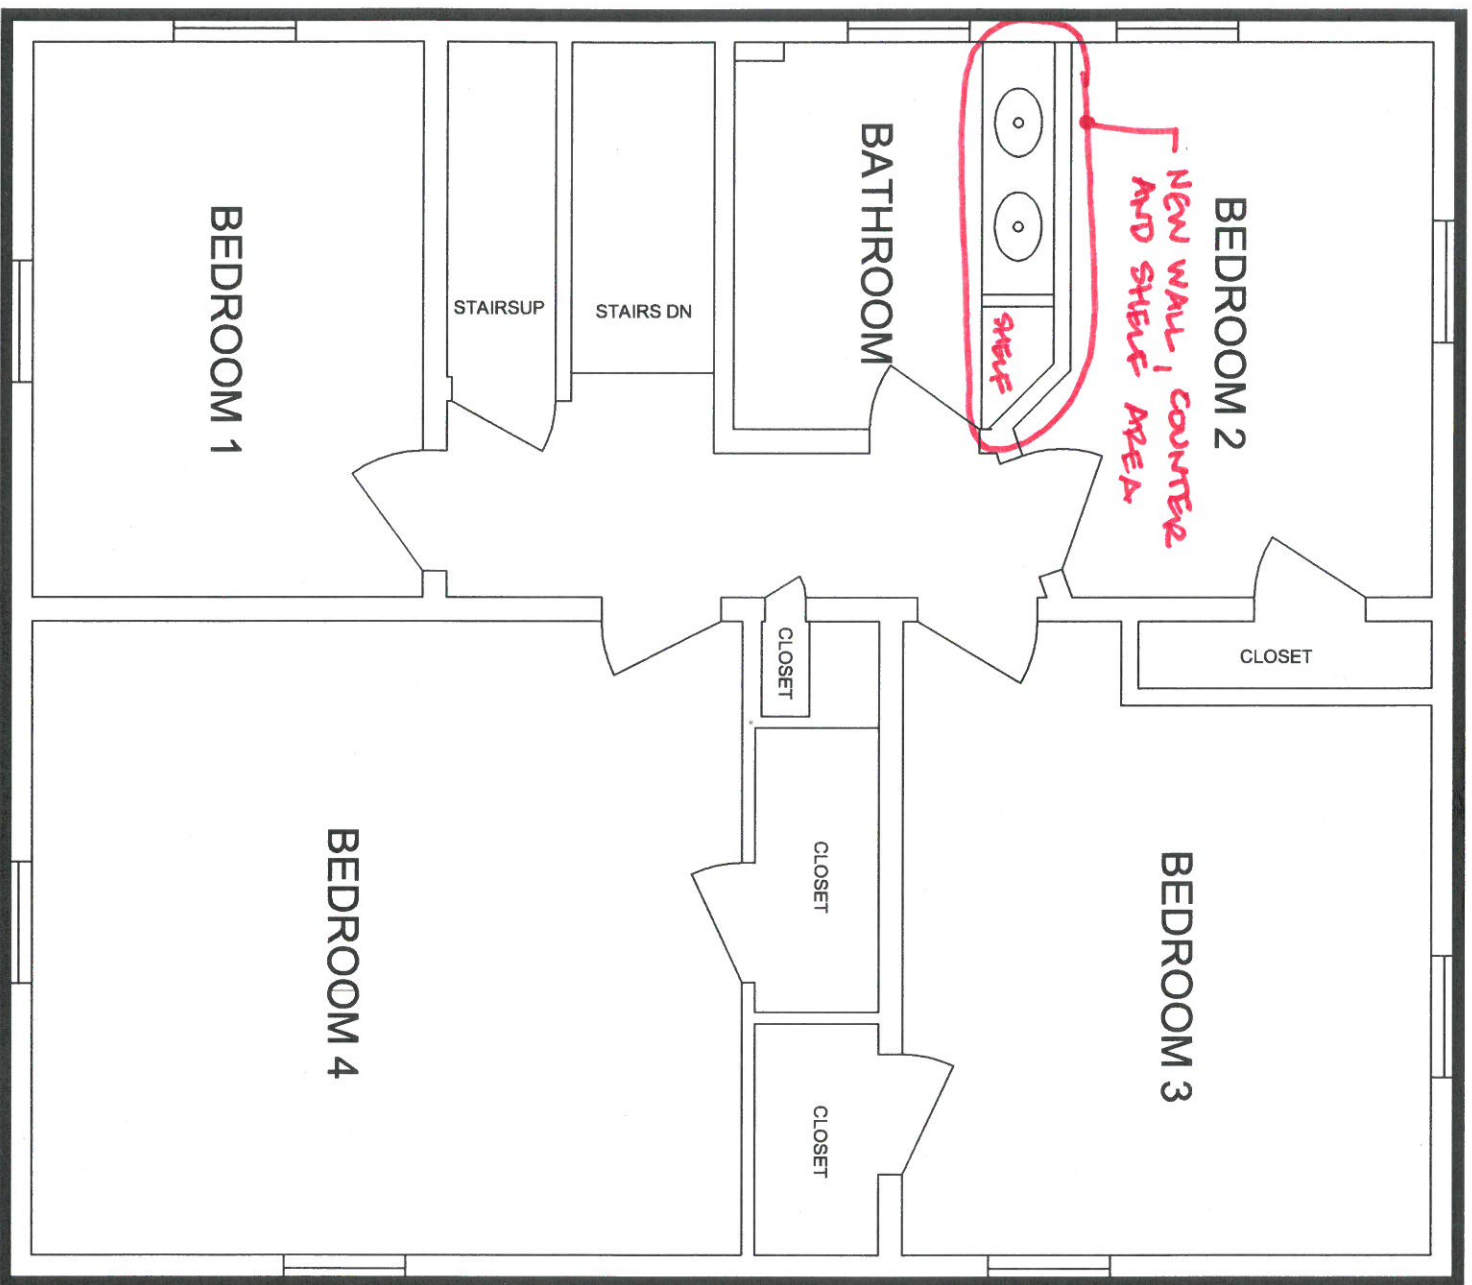 BEDROOM 1
STAIRSUP
STAIRS DN
BATHROOM
SHELF
NEW WALL, COUNTER
AND SHELF AREA
BEDROOM 2
CLOSET
CLOSET
CLOSET
CLOSET
BEDROOM 4
BEDROOM 3